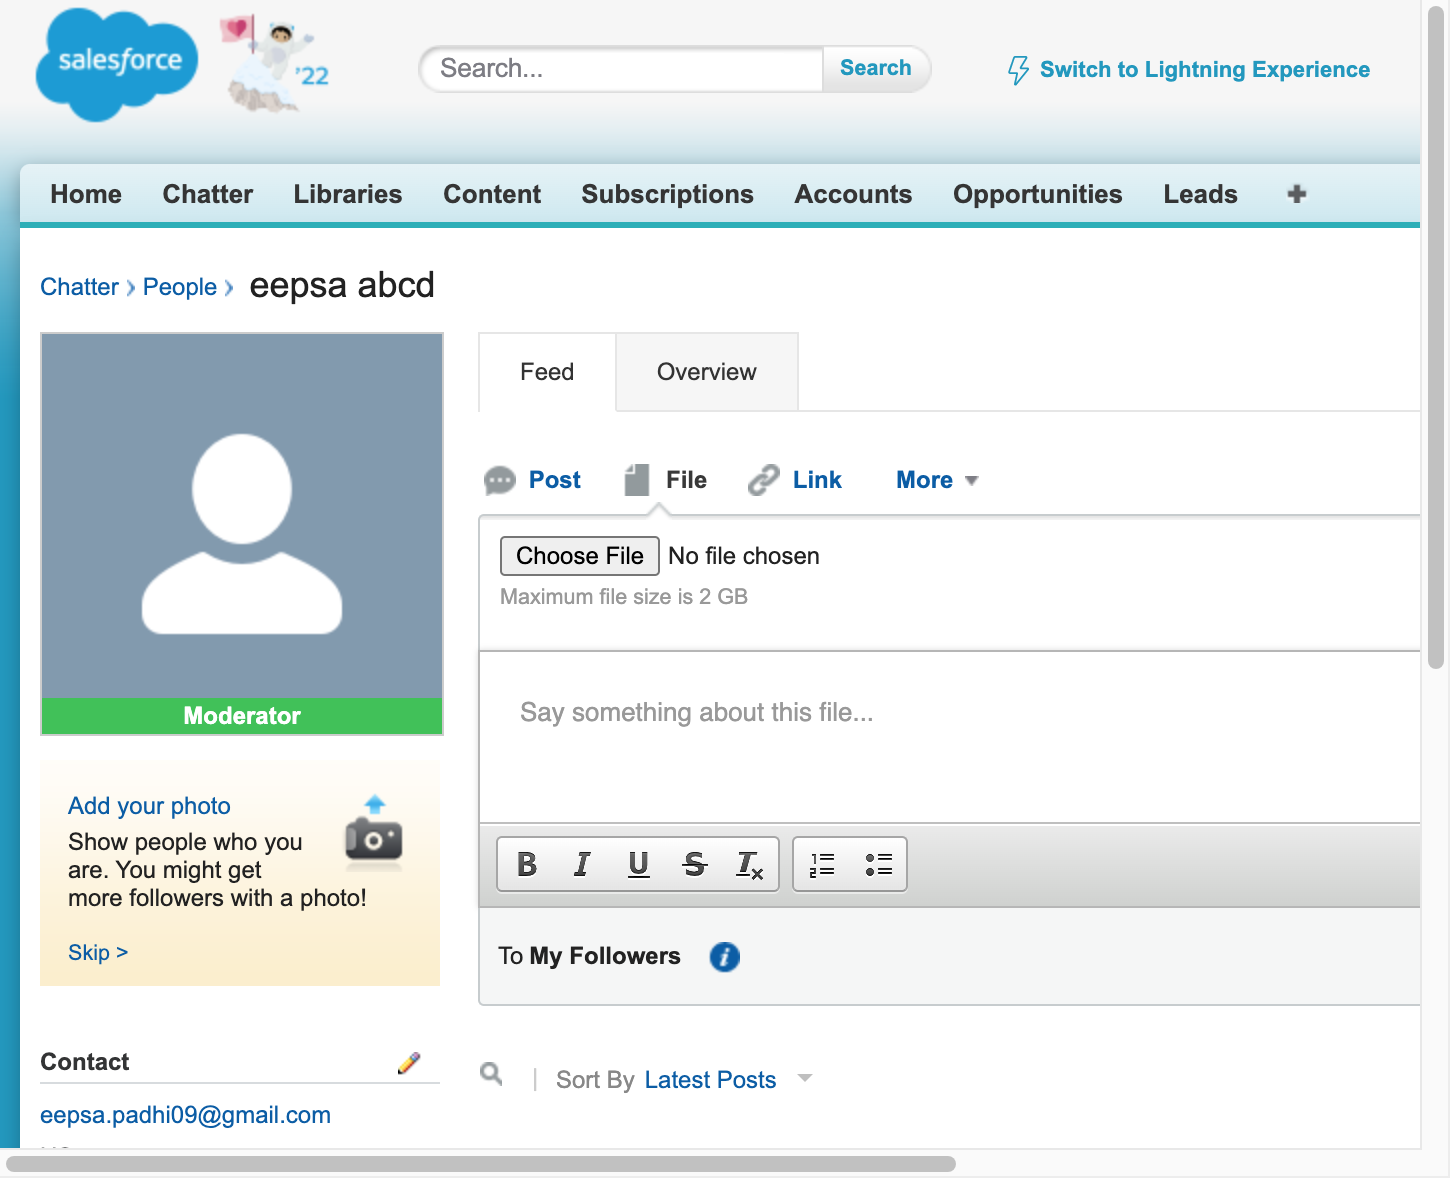 salesforce
'22
Search...
Search
Switch to Lightning Experience
Home Chatter Libraries Content Subscriptions Accounts Opportunities Leads
Chatter People eepsa abcd
Feed Overview
Post File Link More
Choose File No file chosen
Maximum file size is 2 GB
Say something about this file...
B I U S Tx
To My Followers
Moderator
Add your photo
Show people who you
are. You might get
more followers with a photo!
Skip >
Contact
eepsa.padhi09@gmail.com
Sort By Latest Posts